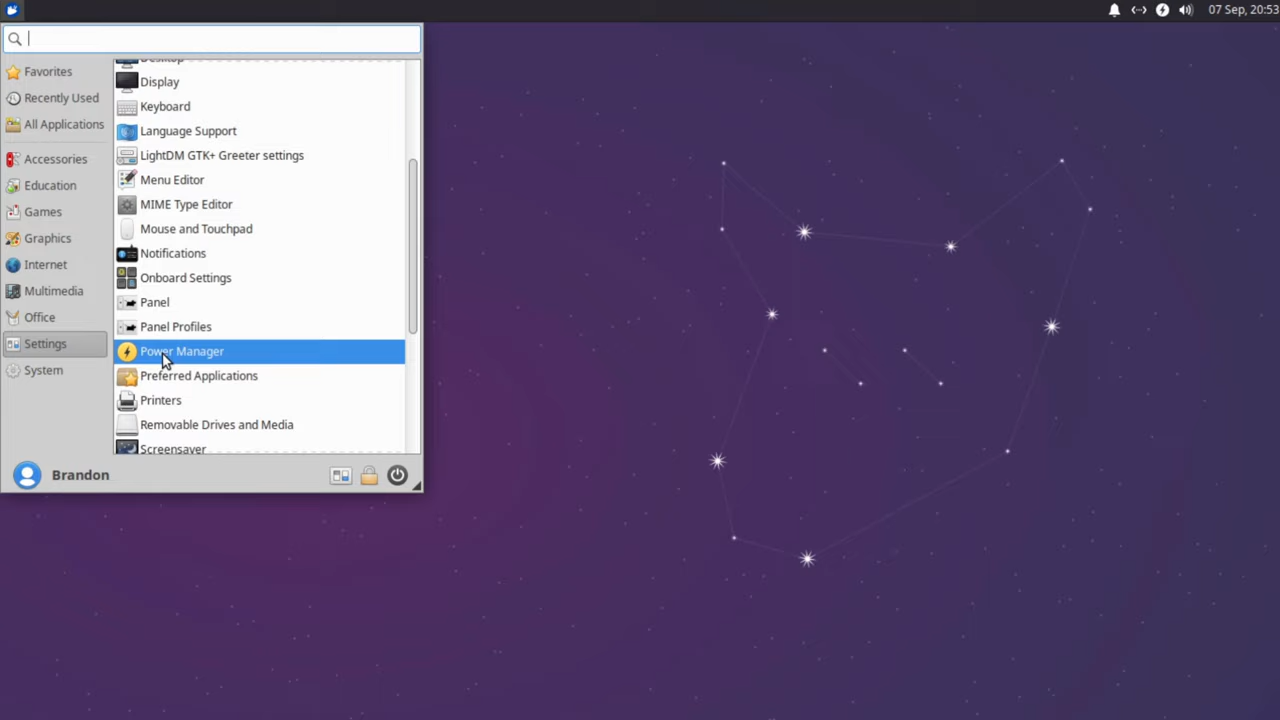 07 Sep, 20:53
Favorites
Recently Used
All Applications
Accessories
Education
Games
Graphics
Internet
Multimedia
Office
Settings
System
Desktop
Display
Keyboard
Language Support
LightDM GTK+ Greeter settings
Menu Editor
MIME Type Editor
Mouse and Touchpad
Notifications
Onboard Settings
Panel
Panel Profiles
Power Manager
Preferred Applications
Printers
Removable Drives and Media
Screensaver
Brandon